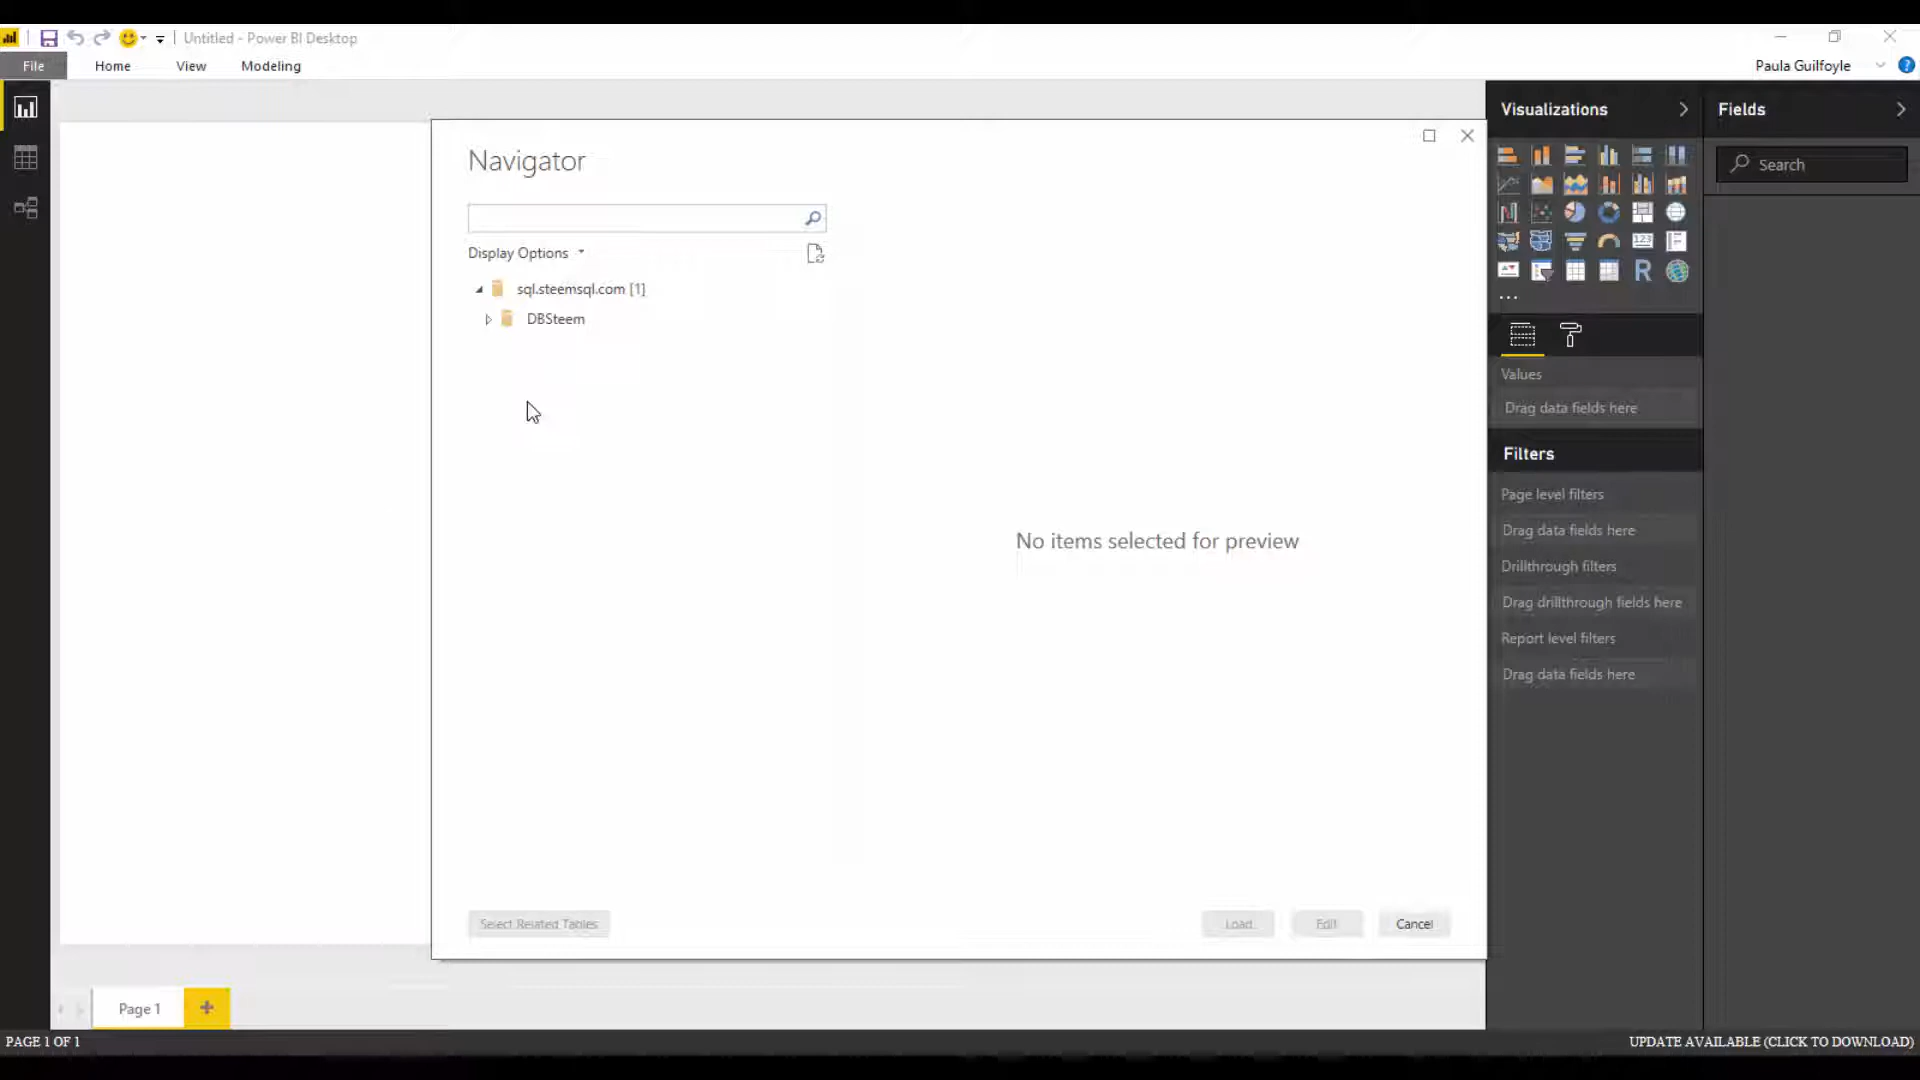 Untitled - Power BI Desktop
File
Home
View
Modeling
Paula Guilfoyle
Navigator
Display Options
sql.steemsql.com [1]
DBSteem
No items selected for preview
Select Related Tables
Load
Edit
Cancel
Visualizations
123
R
...
Values
Drag data fields here
Filters
Page level filters
Drag data fields here
Drillthrough filters
Drag drillthrough fields here
Report level filters
Drag data fields here
Fields
Search
Page 1
PAGE 1 OF 1
UPDATE AVAILABLE (CLICK TO DOWNLOAD)